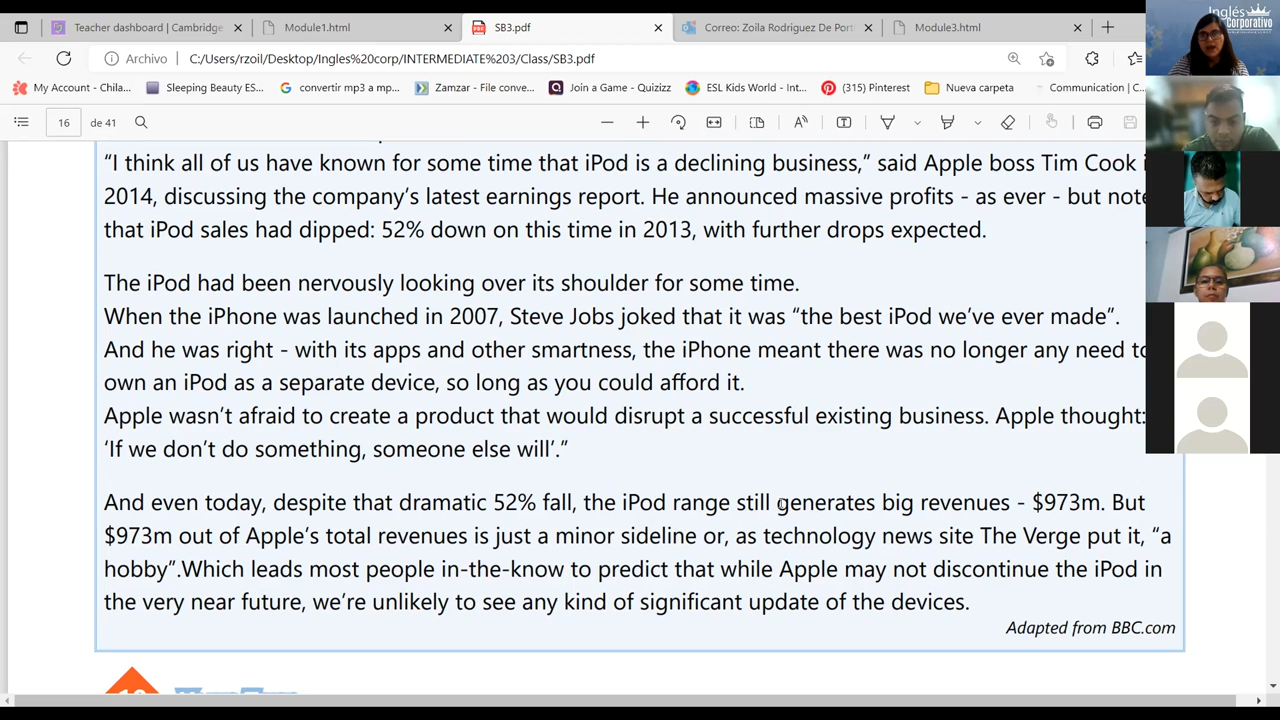 Teacher dashboard | Cambridge
Module1.html
SB3.pdf
Correo: Zoila Rodriguez De Port
Module3.html
Inglés
Corporativo
Archivo
C:/Users/rzoil/Desktop/Ingles%20corp/INTERMEDIATE%203/Class/SB3.pdf
My Account - Chila...
Sleeping Beauty ES...
convertir mp3 a mp...
Zamzar - File conve...
Join a Game - Quizizz
ESL Kids World - Int...
(315) Pinterest
Nueva carpeta
Communication (
16
de 41
"I think all of us have known for some time that iPod is a declining business," said Apple boss Tim Cook
2014, discussing the company's latest earnings report. He announced massive profits - as ever - but note
that iPod sales had dipped: 52% down on this time in 2013, with further drops expected.
The iPod had been nervously looking over its shoulder for some time.
When the iPhone was launched in 2007, Steve Jobs joked that it was "the best iPod we've ever made".
And he was right - with its apps and other smartness, the iPhone meant there was no longer any need to
own an iPod as a separate device, so long as you could afford it.
Apple wasn't afraid to create a product that would disrupt a successful existing business. Apple thought:
'If we don't do something, someone else will'."
And even today, despite that dramatic 52% fall, the iPod range still generates big revenues - $973m. But
$973m out of Apple's total revenues is just a minor sideline or, as technology news site The Verge put it, "a
hobby".Which leads most people in-the-know to predict that while Apple may not discontinue the iPod in
the very near future, we're unlikely to see any kind of significant update of the devices.
Adapted from BBC.com